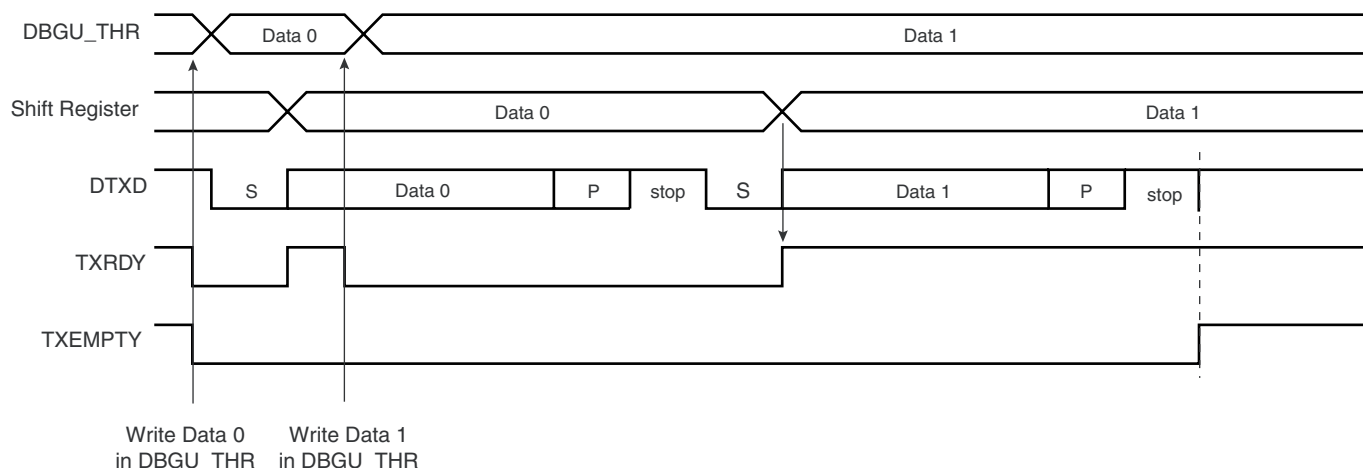 DBGU_THR
Data 0
Data 1
Shift Register
Data 0
Data 1
DTXD
S
Data 0
P
stop
S
Data 1
P
stop
TXRDY
TXEMPTY
Write Data 0
in DBGU_THR
Write Data 1
in DBGU_THR